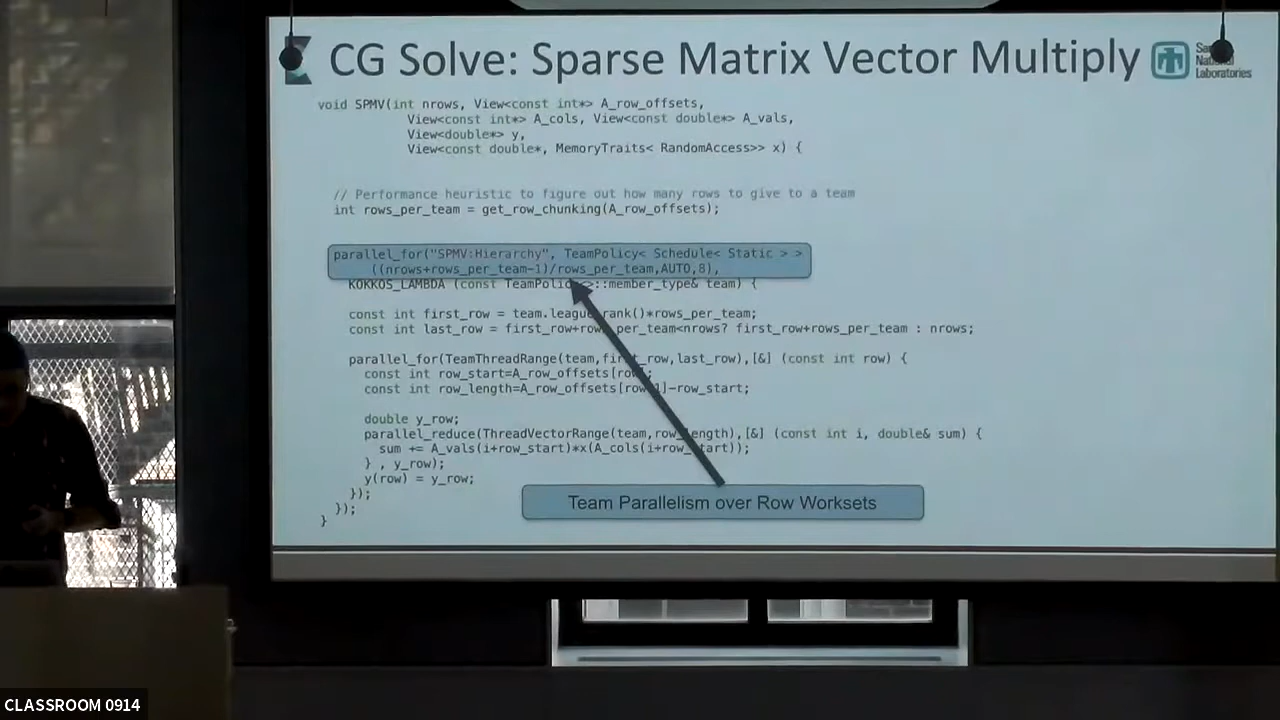 CG Solve: Sparse Matrix Vector Multiply
Laboratories
void SPMV(int nrows, View<const int*> A_row_offsets,
View<const int*> A_cols, View<const double*> A_vals,
View<double*> y,
View<const double*, MemoryTraits< RandomAccess>> x) {
// Performance heuristic to figure out how many rows to give to a team
int rows_per_team = get_row_chunking(A_row_offsets);
parallel_for("SPMV:Hierarchy", TeamPolicy< Schedule< Static > >
((nrows+rows_per_team-1)/rows_per_team,AUTO,8),
KOKKOS_LAMBDA (const ::member_type& team) {
const int first_row = team.league_rank()*rows_per_team;
const int last_row = first_row+rows_per_team<nrows? first_row+rows_per_team : nrows;
parallel_for(TeamThreadRange(team,first_row,last_row),[&] (const int row) {
const int row_start=A_row_offsets[row];
const int row_length=A_row_offsets[row+1]-row_start;
double y_row;
parallel_reduce(ThreadVectorRange(team,row_length),[&] (const int i, double& sum) {
sum += A_vals(i+row_start)*x(A_cols(i+row_start));
} , y_row);
y(row) = y_row;
});
});
}
Team Parallelism over Row Worksets
CLASSROOM 0914